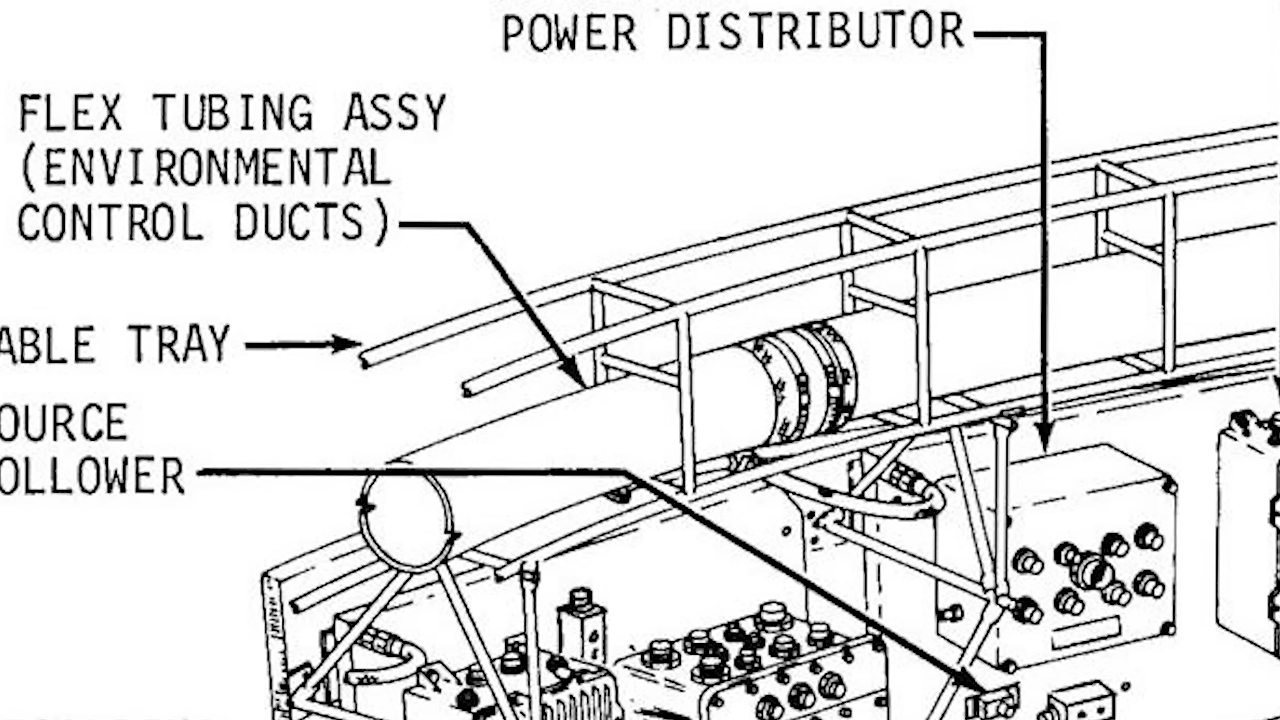 POWER DISTRIBUTOR
FLEX TUBING ASSY
(ENVIRONMENTAL
CONTROL DUCTS)
ABLE TRAY
OURCE
OLLOWER